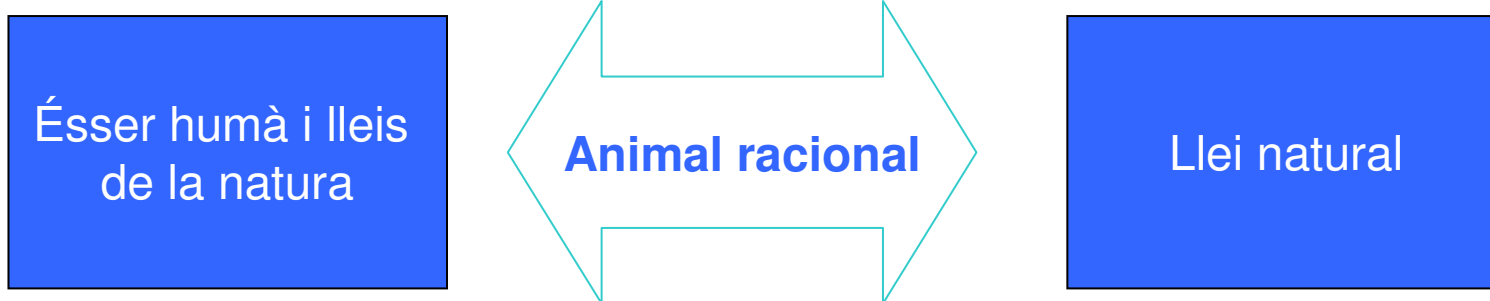 Ésser humà i lleis
de la natura
Animal racional
Llei natural